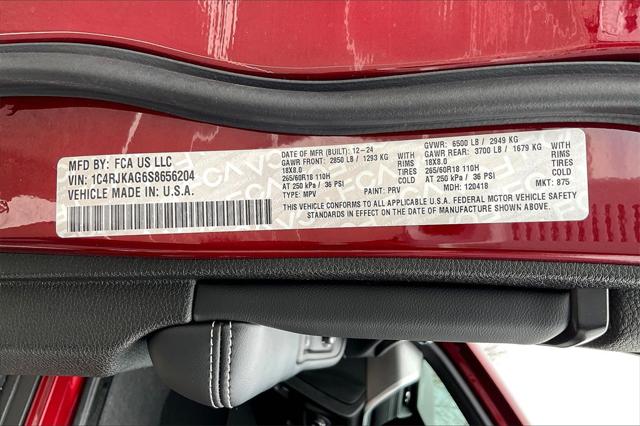 MFD BY: FCA US LLC
VIN: 1C4RJKAG6S8656204
VEHICLE MADE IN U.S.A.
DATE OF MFR (BUILT): 12-24 GVWR: 6500 LB / 2949 KG
GAWR FRONT: 2850 LB / 1293 KG WITH GAWR REAR: 3700 LB / 1679 KG WITH
18X8.0 RIMS 18X8.0 RIMS
265/60R18 110H TIRES 265/60R18 110H TIRES
AT 250 kPa / 36 PSI COLD AT 250 kPa / 36 PSI COLD
TYPE: MPV PAINT: PRV MDH: 120418 MKT: 875
THIS VEHICLE CONFORMS TO ALL APPLICABLE U.S.A. FEDERAL MOTOR VEHICLE SAFETY
STANDARDS IN EFFECT ON THE DATE OF MANUFACTURE SHOWN ABOVE.